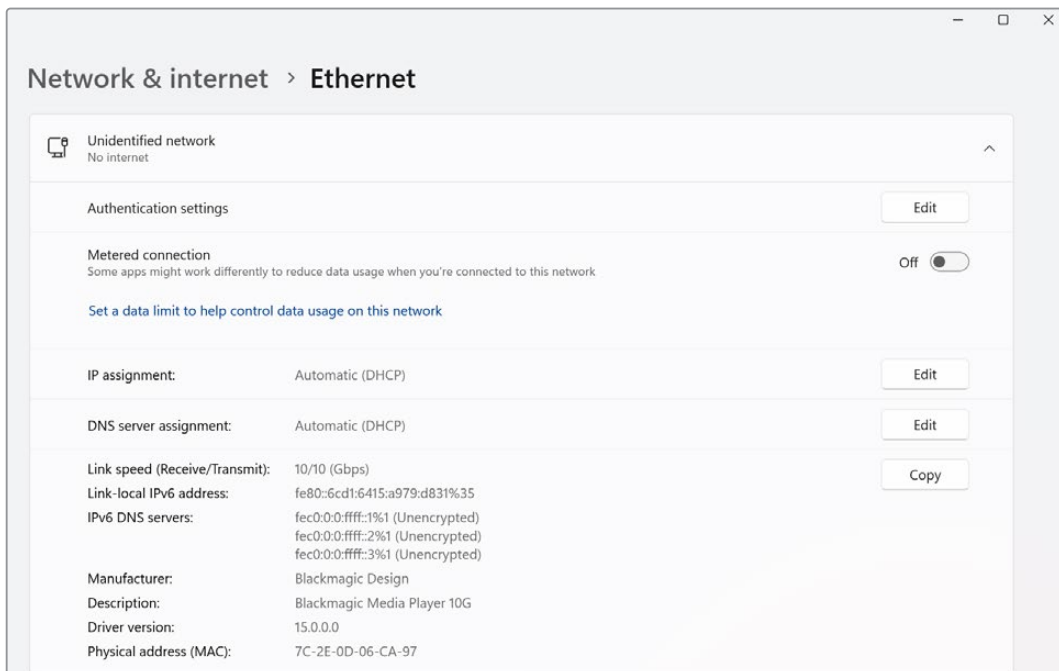 Network & internet > Ethernet
Unidentified network
No internet
Authentication settings Edit
Metered connection
Some apps might work differently to reduce data usage when you're connected to this network
Off
Set a data limit to help control data usage on this network
IP assignment: Automatic (DHCP) Edit
DNS server assignment: Automatic (DHCP) Edit
Link speed (Receive/Transmit): 10/10 (Gbps) Copy
Link-local IPv6 address: fe80::6cd1:6415:a979:d831%35
IPv6 DNS servers: fec0:0:0:ffff::1%1 (Unencrypted)
fec0:0:0:ffff::2%1 (Unencrypted)
fec0:0:0:ffff::3%1 (Unencrypted)
Manufacturer: Blackmagic Design
Description: Blackmagic Media Player 10G
Driver version: 15.0.0.0
Physical address (MAC): 7C-2E-0D-06-CA-97